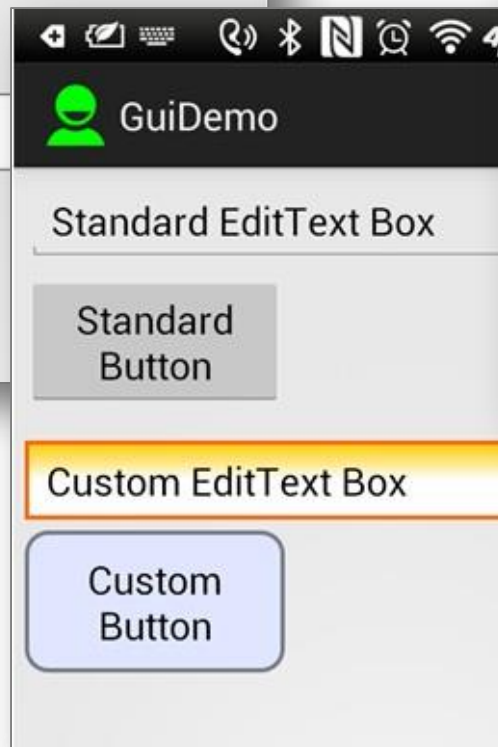 GuiDemo
Standard EditText Box
Standard
Button
Custom EditText Box
Custom
Button